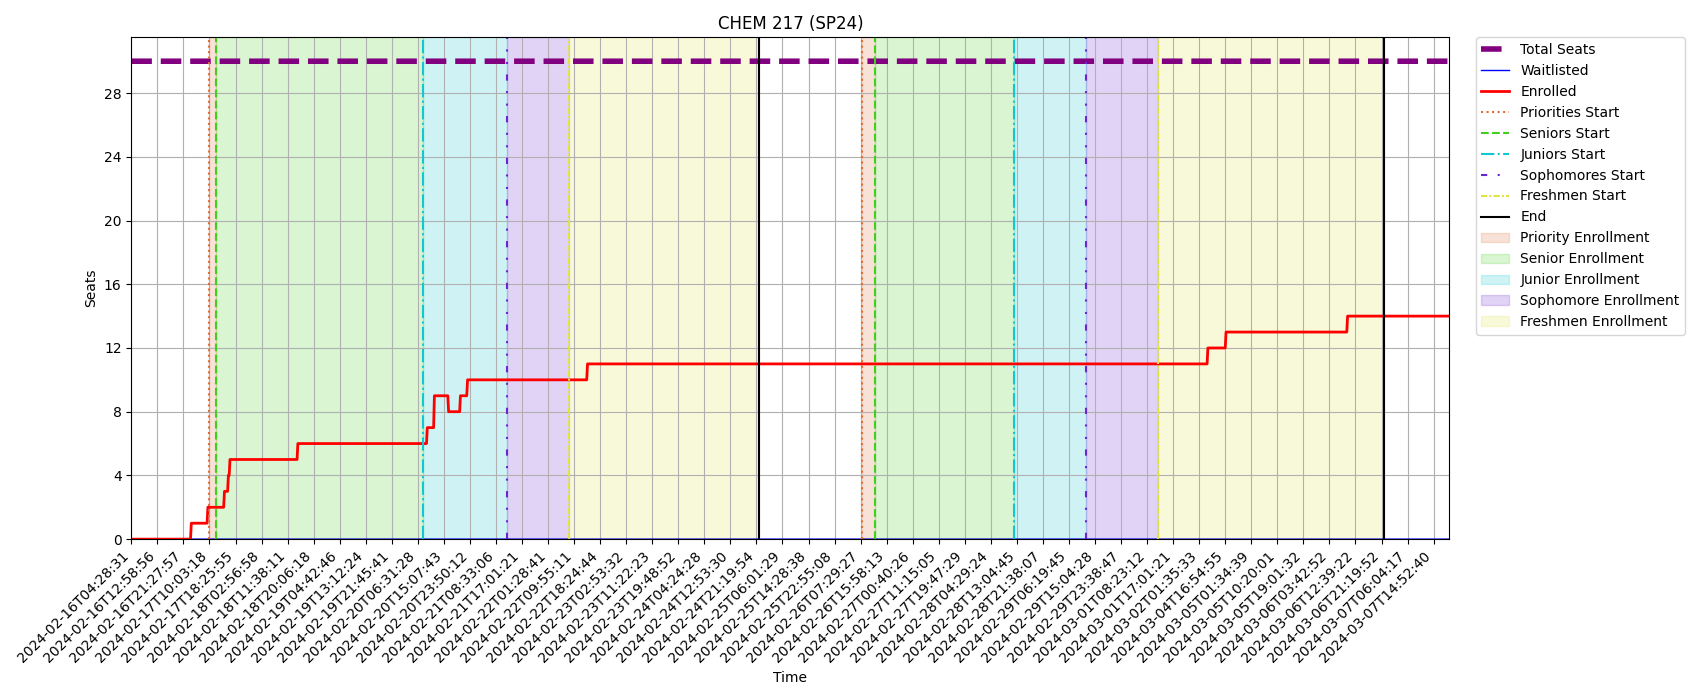 CHEM 217 (SP24)
Seats
28
24
20
16
12
8
4
0
2024-02-16T04:28:31
2024-02-16T12:58:56
2024-02-16T21:27:57
2024-02-17T10:03:18
2024-02-17T18:25:55
2024-02-18T02:56:58
2024-02-18T11:38:11
2024-02-18T20:06:18
2024-02-19T04:42:46
2024-02-19T13:12:24
2024-02-19T21:45:41
2024-02-20T06:31:28
2024-02-20T15:07:43
2024-02-20T23:50:12
2024-02-21T08:33:06
2024-02-21T17:01:21
2024-02-22T01:28:41
2024-02-22T09:55:11
2024-02-22T18:24:44
2024-02-23T02:53:32
2024-02-23T11:22:23
2024-02-23T19:48:52
2024-02-24T04:24:28
2024-02-24T12:53:30
2024-02-24T21:19:54
2024-02-25T06:01:29
2024-02-25T14:28:38
2024-02-25T22:55:08
2024-02-26T07:29:27
2024-02-26T15:58:13
2024-02-27T00:40:26
2024-02-27T11:15:05
2024-02-27T19:47:29
2024-02-28T04:29:24
2024-02-28T13:04:45
2024-02-28T21:38:07
2024-02-29T06:19:45
2024-02-29T15:04:28
2024-02-29T23:38:47
2024-03-01T08:23:12
2024-03-01T17:01:21
2024-03-02T01:35:33
2024-03-04T16:54:55
2024-03-05T01:34:39
2024-03-05T10:20:01
2024-03-05T19:01:32
2024-03-06T03:42:52
2024-03-06T12:39:22
2024-03-06T21:19:52
2024-03-07T06:04:17
2024-03-07T14:52:40
Time
Total Seats
Waitlisted
Enrolled
Priorities Start
Seniors Start
Juniors Start
Sophomores Start
Freshmen Start
End
Priority Enrollment
Senior Enrollment
Junior Enrollment
Sophomore Enrollment
Freshmen Enrollment